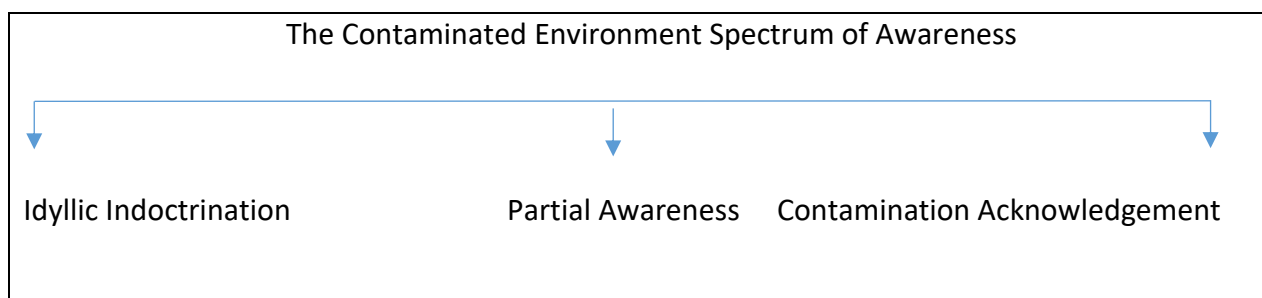 The Contaminated Environment Spectrum of Awareness
Idyllic Indoctrination Partial Awareness Contamination Acknowledgement